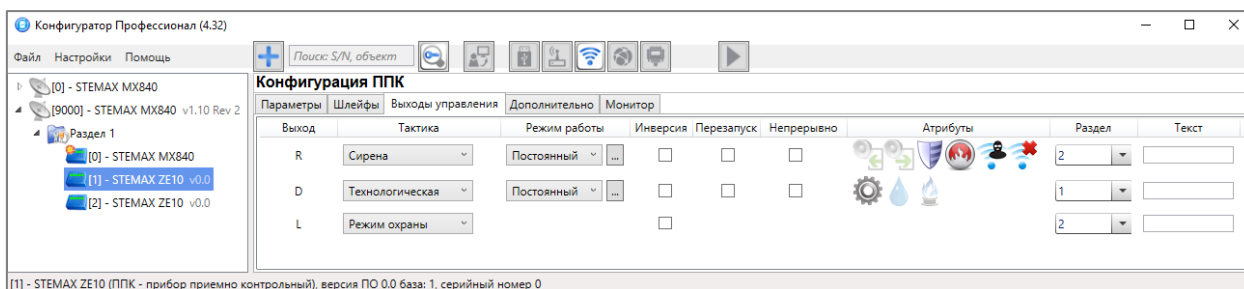 Конфигуратор Профессионал (4.32)
Файл Настройки Помощь Поиск: S/N, объект
[0] - STEMAX MX840
[9000] - STEMAX MX840 v1.10 Rev 2
Раздел 1
[0] - STEMAX MX840
[1] - STEMAX ZE10 v0.0
[2] - STEMAX ZE10 v0.0
Конфигурация ППК
Параметры Шлейфы Выходы управления Дополнительно Монитор
Выход Тактика Режим работы Инверсия Перезапуск Непрерывно Атрибуты Раздел Текст
R Сирена Постоянный ... 2
D Технологическая Постоянный ... 1
L Режим охраны 2
[1] - STEMAX ZE10 (ППК - прибор приемно контрольный), версия ПО 0.0 база: 1, серийный номер 0